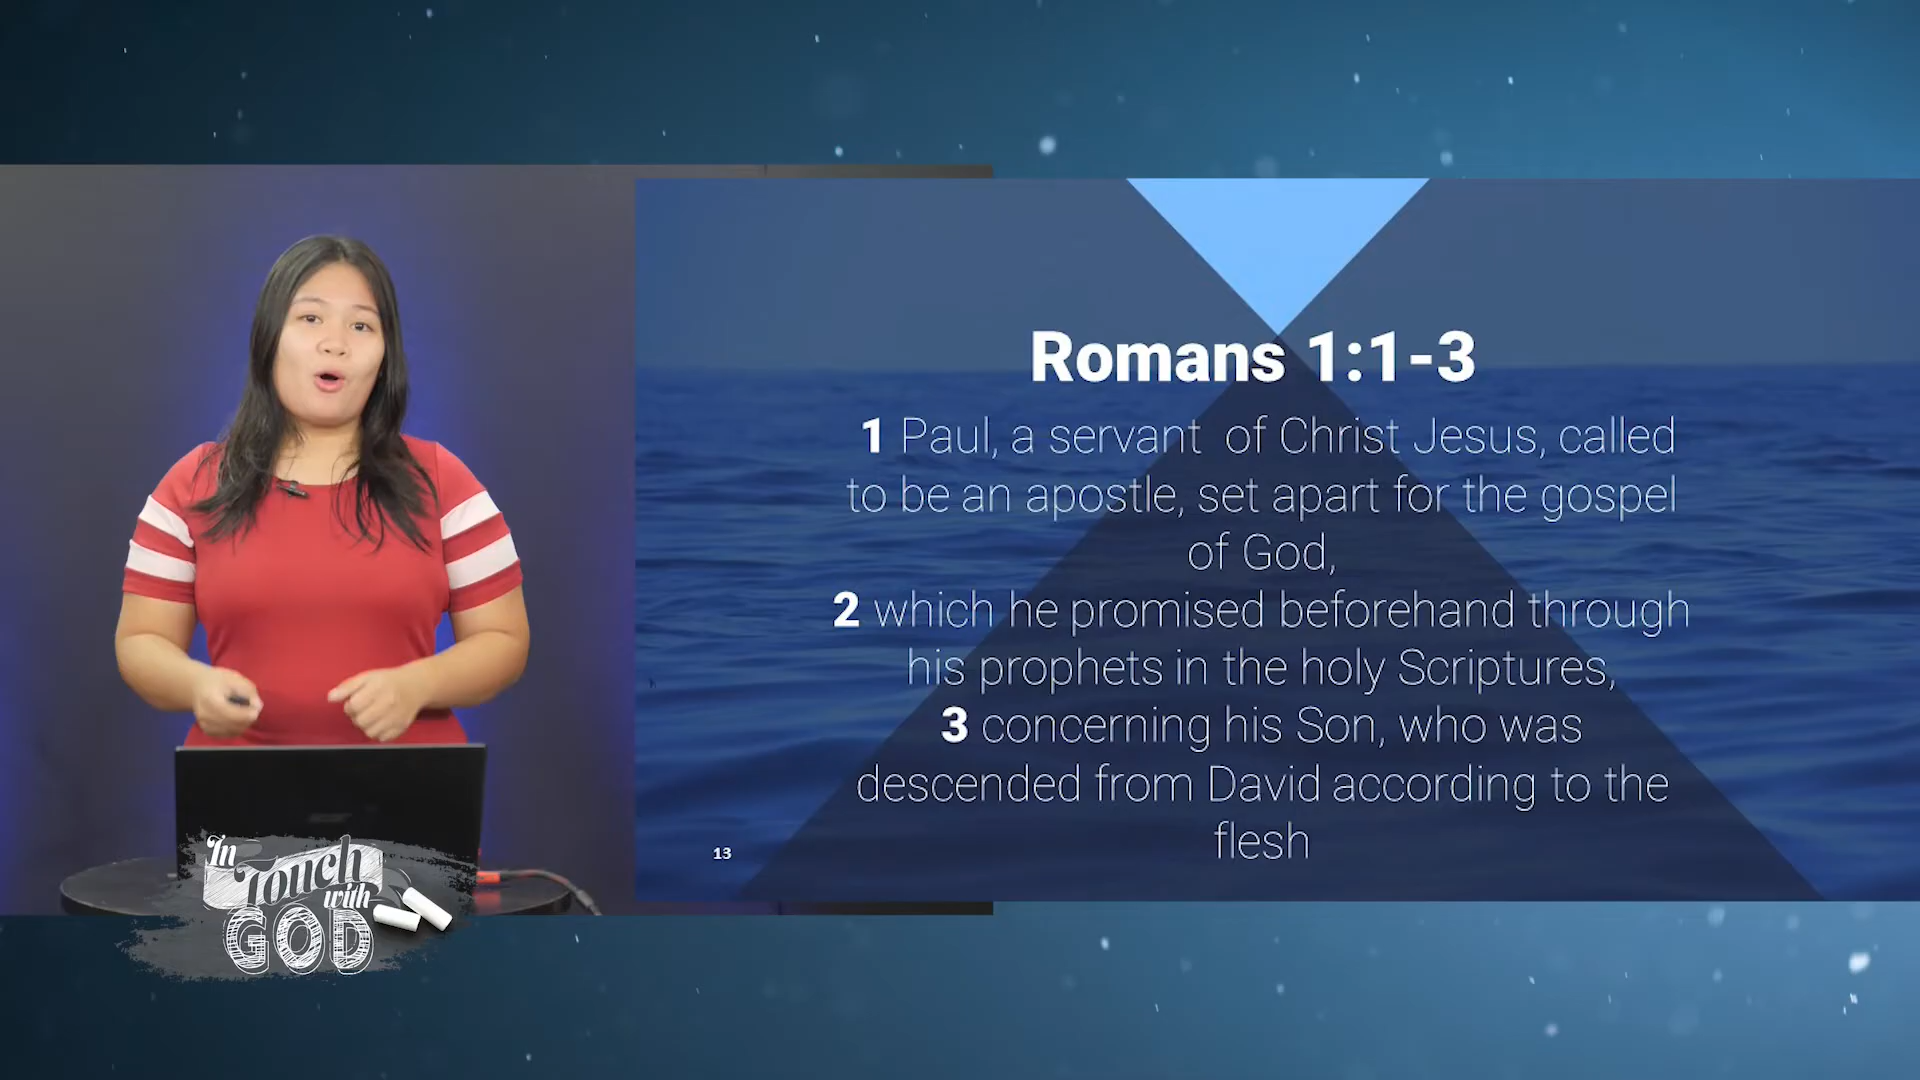 Romans 1:1-3
1 Paul, a servant of Christ Jesus, called
to be an apostle, set apart for the gospel
of God,
2 which he promised beforehand through
his prophets in the holy Scriptures,
3 concerning his Son, who was
descended from David according to the
flesh
13
In
Touch
with
GOD